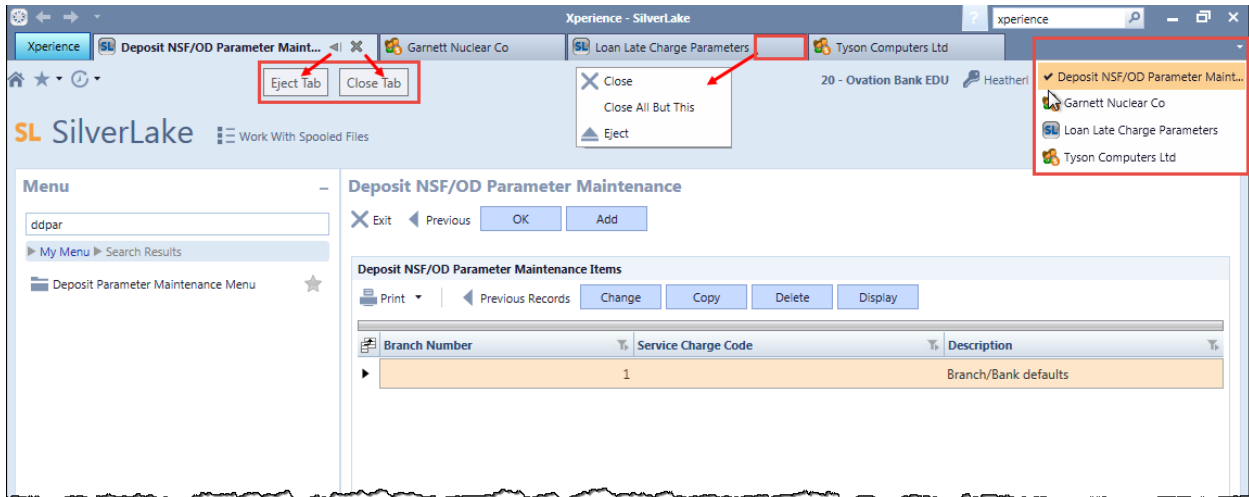 Xperience - SilverLake
?
xperience
Xperience
SL Deposit NSF/OD Parameter Maint...
Garnett Nuclear Co
SL Loan Late Charge Parameters
Tyson Computers Ltd
Eject Tab
Close Tab
Close
Close All But This
Eject
20 - Ovation Bank EDU
Heatherl
Deposit NSF/OD Parameter Maint...
Garnett Nuclear Co
SL Loan Late Charge Parameters
Tyson Computers Ltd
SL SilverLake
Work With Spooled Files
Menu
ddpar
My Menu Search Results
Deposit Parameter Maintenance Menu
Deposit NSF/OD Parameter Maintenance
Exit Previous OK Add
Deposit NSF/OD Parameter Maintenance Items
Print Previous Records Change Copy Delete Display
Branch Number Service Charge Code Description
1 Branch/Bank defaults